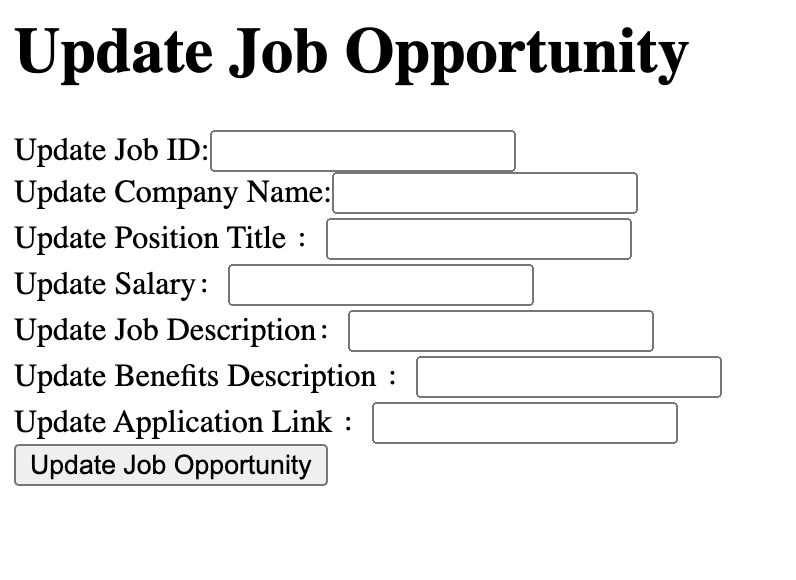 Update Job Opportunity
Update Job ID:
Update Company Name:
Update Position Title：
Update Salary：
Update Job Description：
Update Benefits Description：
Update Application Link：
Update Job Opportunity